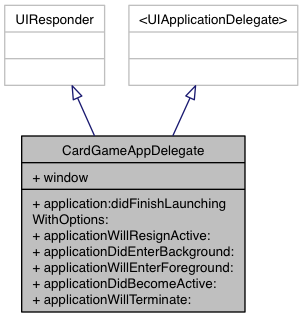 UIResponder
<UIApplicationDelegate>
CardGameAppDelegate
+ window
+ application:didFinishLaunching
WithOptions:
+ applicationWillResignActive:
+ applicationDidEnterBackground:
+ applicationWillEnterForeground:
+ applicationDidBecomeActive:
+ applicationWillTerminate: